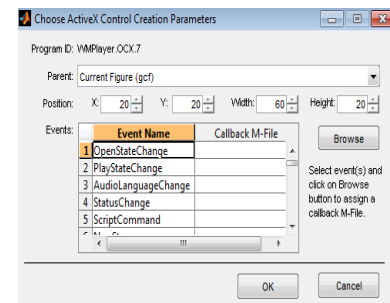 Choose ActiveX Control Creation Parameters
Program ID: WMPlayer.OCX.7
Parent: Current Figure (gcf)
Position: X: 20 Y: 20 Width: 60 Height: 20
Events: Event Name Callback M-File
1 OpenStateChange
2 PlayStateChange
3 AudioLanguageChange
4 StatusChange
5 ScriptCommand
Browse
Select event(s) and
click on Browse
button to assign a
callback M-File.
OK Cancel